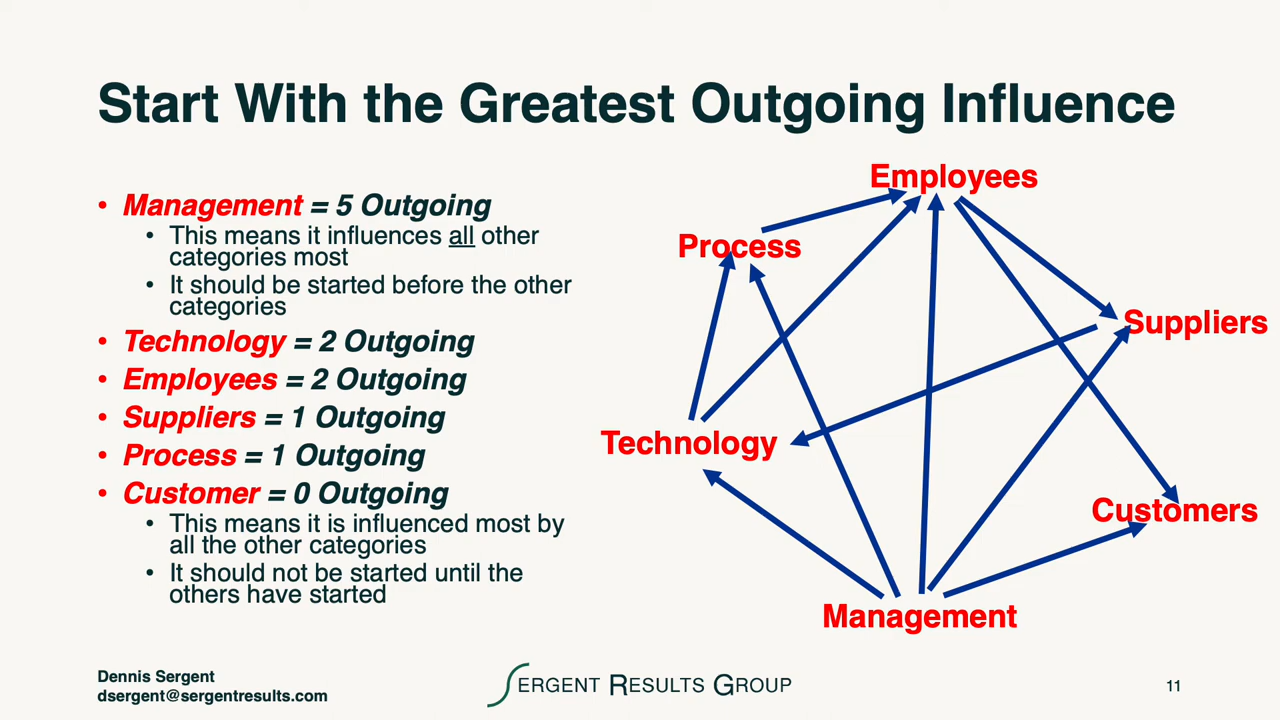 Start With the Greatest Outgoing Influence
• Management = 5 Outgoing
• This means it influences all other
categories most
• It should be started before the other
categories
• Technology = 2 Outgoing
• Employees = 2 Outgoing
• Suppliers = 1 Outgoing
• Process = 1 Outgoing
• Customer = 0 Outgoing
• This means it is influenced most by
all the other categories
• It should not be started until the
others have started
Employees
Process
Suppliers
Technology
Customers
Management
Dennis Sergent
dsergent@sergentresults.com
SERGENT RESULTS GROUP
11